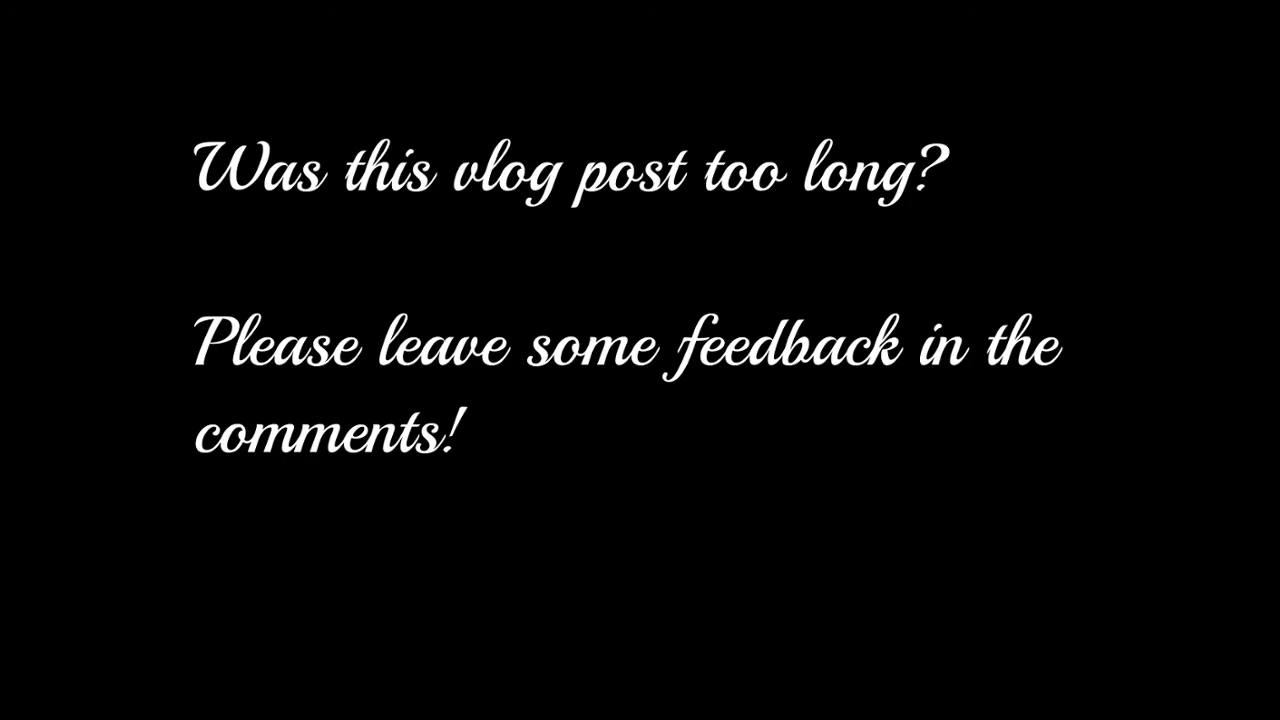 Was this vlog post too long?
Please leave some feedback in the
comments!